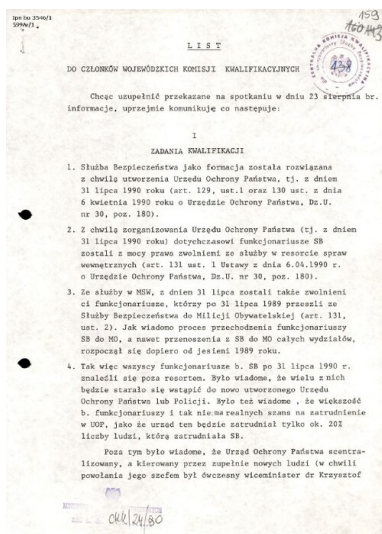 Ipn bu 3546/1
159
160
L I S T
DO CZŁONKÓW WOJEWÓDZKICH KOMISJI KWALIFIKACYJNYCH
138
Chcąc uzupełnić przekazane na spotkaniu w dniu 23 sierpnia br.
informacje, uprzejmie komunikuję co następuje:
I
ZADANIA KWALIFIKACJI
1. Służba Bezpieczeństwa jako formacja została rozwiązana
z chwilą utworzenia Urzędu Ochrony Państwa, tj. z dniem
31 lipca 1990 roku (art. 129, ust.1 oraz 130 ust. z dnia
6 kwietnia 1990 roku o Urzędzie Ochrony Państwa, Dz.U.
nr 30, poz. 180).
2. Z chwilą zorganizowania Urzędu Ochrony Państwa (tj. z dniem
31 lipca 1990 roku) dotychczasowi funkcjonariusze SB
zostali z mocy prawa zwolnieni ze służby w resorcie spraw
wewnętrznych (art. 131 ust. 1 Ustawy z dnia 6.04.1990 r.
o Urzędzie Ochrony Państwa, Dz.U. nr 30, poz. 180).
3. Ze służby w MSW, z dniem 31 lipca zostali także zwolnieni
ci funkcjonariusze, którzy po 31 lipca 1989 przeszli ze
Służby Bezpieczeństwa do Milicji Obywatelskiej (art. 131,
ust. 2). Jak wiadomo proces przechodzenia funkcjonariuszy
SB do MO, a nawet przenoszenia z SB do MO całych wydziałów,
rozpoczął się dopiero od jesieni 1989 roku.
4. Tak więc wszyscy funkcjonariusze b. SB po 31 lipca 1990 r.
znaleźli się poza resortem. Było wiadome, że wielu z nich
będzie starało się wstąpić do nowo utworzonego Urzędu
Ochrony Państwa lub Policji. Było też wiadome , że większość
b. funkcjonariuszy i tak nie ma realnych szans na zatrudnienie
w UOP, jako że urząd ten będzie zatrudniał tylko ok. 20%
liczby ludzi, którą zatrudniała SB.
Poza tym było wiadome, że Urząd Ochrony Państwa scentra-
lizowany, a kierowany przez zupełnie nowych ludzi (w chwili
powołania jego szefem był ówczesny wiceminister dr Krzysztof
CKK/24/90